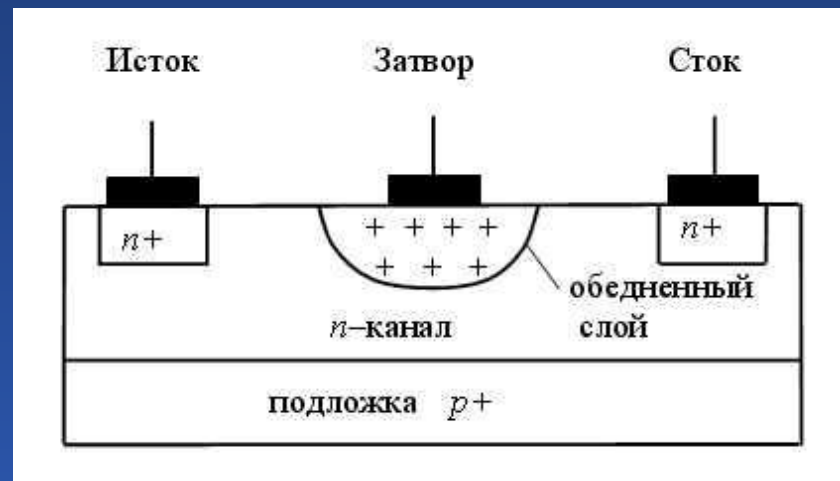 Исток Затвор Сток
n+ + + + + n+
+ + +
обедненный
n–канал слой
подложка p+